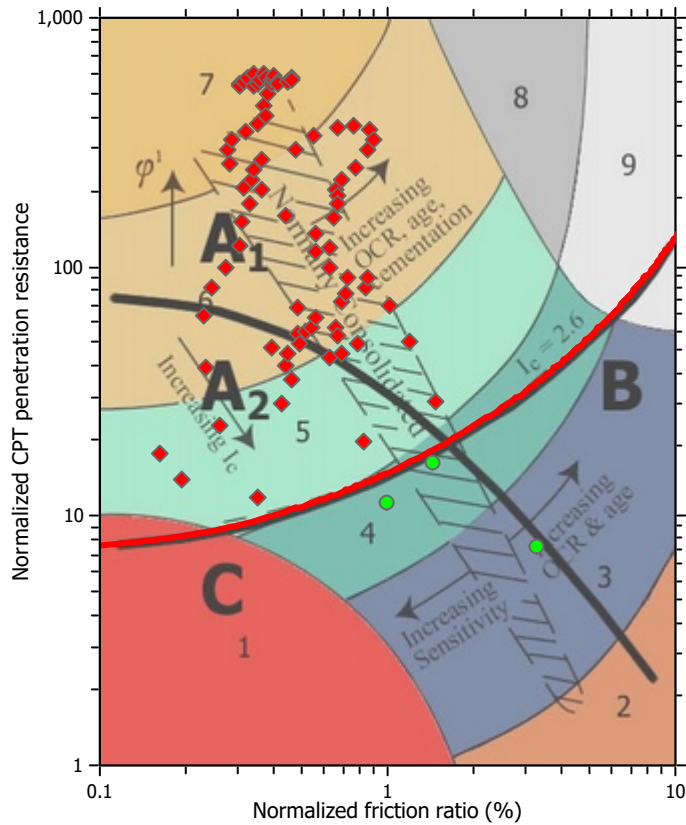 1,000
7
8
9
φ¹
Normally
Consolidated
Increasing
OCR, age,
cementation
A1
100
6
Normalized CPT penetration resistance
Ic = 2.6
A2
B
Increasing Ic
5
10
4
Increasing
OCR & age
C
3
Increasing
Sensitivity
1
2
1
0.1
1
10
Normalized friction ratio (%)